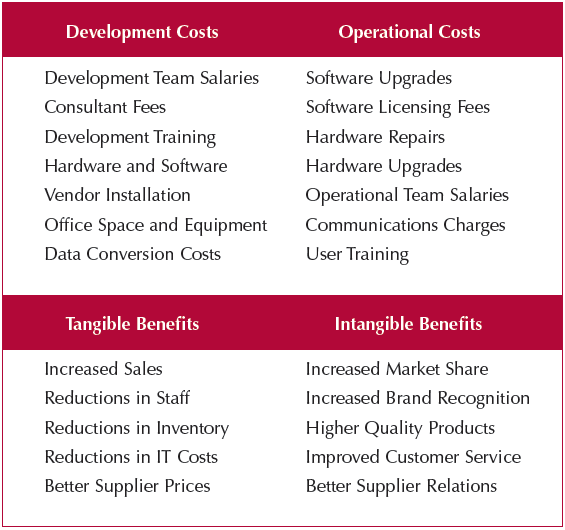 Development Costs
Operational Costs
Development Team Salaries
Software Upgrades
Consultant Fees
Software Licensing Fees
Development Training
Hardware Repairs
Hardware and Software
Hardware Upgrades
Vendor Installation
Operational Team Salaries
Office Space and Equipment
Communications Charges
Data Conversion Costs
User Training
Tangible Benefits
Intangible Benefits
Increased Sales
Increased Market Share
Reductions in Staff
Increased Brand Recognition
Reductions in Inventory
Higher Quality Products
Reductions in IT Costs
Improved Customer Service
Better Supplier Prices
Better Supplier Relations